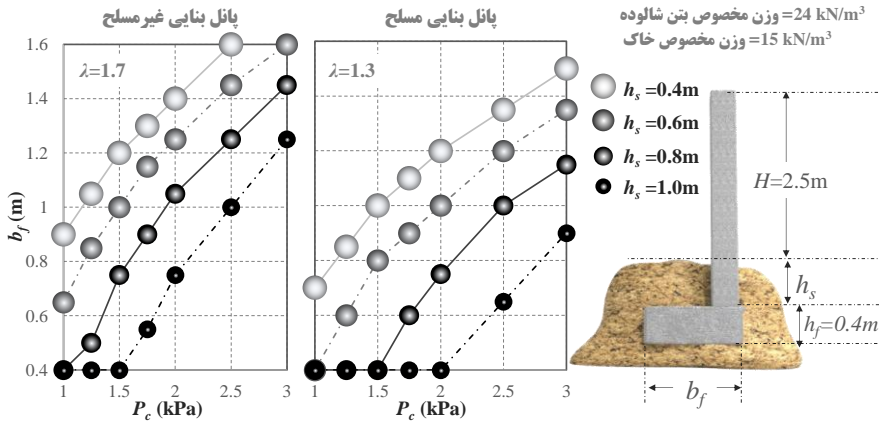 پانل بنایی غیرمسلح
λ=1.7
1.6
1.4
1.2
1
0.8
0.6
0.4
b_f (m)
1 1.5 2 2.5 3
P_c (kPa)
پانل بنایی مسلح
λ=1.3
1 1.5 2 2.5 3
P_c (kPa)
وزن مخصوص بتن شالوده =24 kN/m³
وزن مخصوص خاک =15 kN/m³
h_s =0.4m
h_s =0.6m
h_s =0.8m
h_s =1.0m
H=2.5m
h_s
h_f=0.4m
b_f